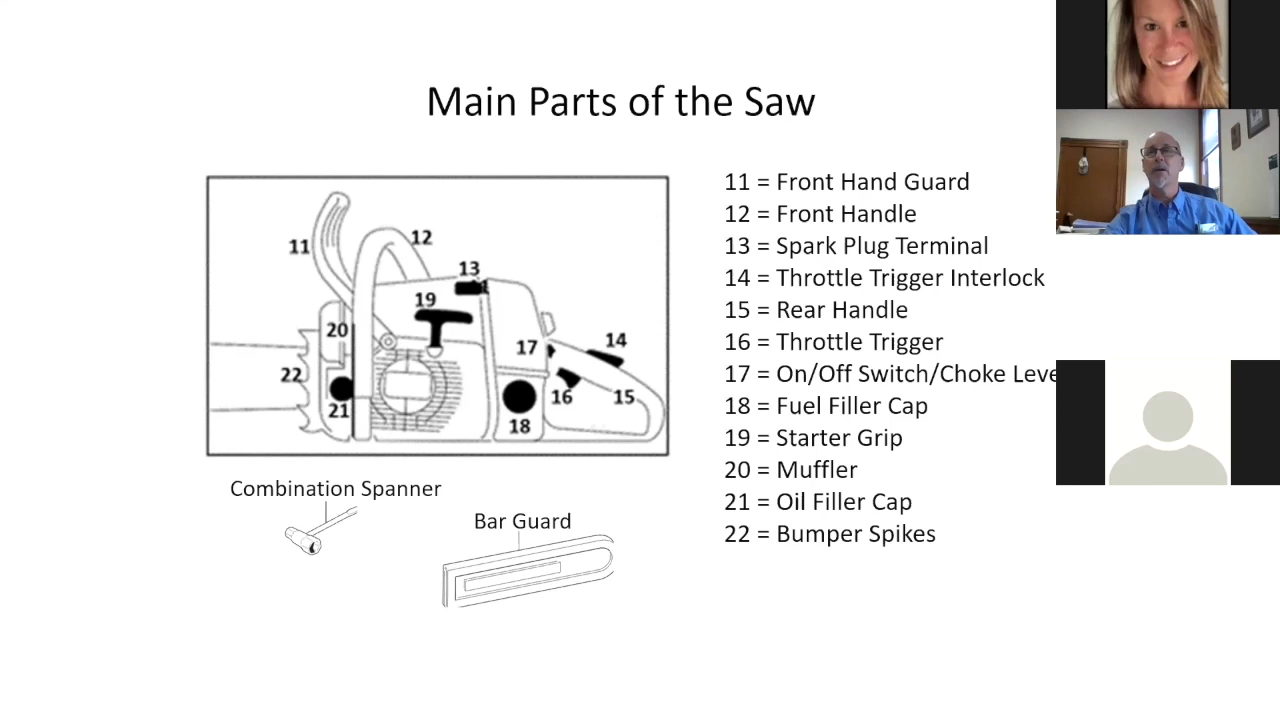 Main Parts of the Saw
11
12
13
19
20
17
14
22
16
15
21
18
11 = Front Hand Guard
12 = Front Handle
13 = Spark Plug Terminal
14 = Throttle Trigger Interlock
15 = Rear Handle
16 = Throttle Trigger
17 = On/Off Switch/Choke Leve
18 = Fuel Filler Cap
19 = Starter Grip
20 = Muffler
21 = Oil Filler Cap
22 = Bumper Spikes
Combination Spanner
Bar Guard